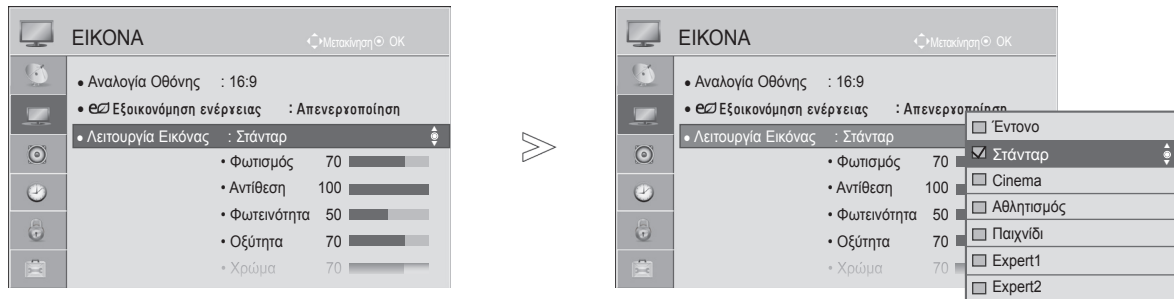 ΕΙΚΟΝΑ
Μετακίνηση OK
• Αναλογία Οθόνης : 16:9
• Εξοικονόμηση ενέργειας : Απενεργοποίηση
• Λειτουργία Εικόνας : Στάνταρ
• Φωτισμός 70
• Αντίθεση 100
• Φωτεινότητα 50
• Οξύτητα 70
• Χρώμα 70
ΕΙΚΟΝΑ
Μετακίνηση OK
• Αναλογία Οθόνης : 16:9
• Εξοικονόμηση ενέργειας : Απενεργοποίηση
• Λειτουργία Εικόνας : Στάνταρ
• Φωτισμός 70
• Αντίθεση 100
• Φωτεινότητα 50
• Οξύτητα 70
• Χρώμα 70
Έντονο
Στάνταρ
Cinema
Αθλητισμός
Παιχνίδι
Expert1
Expert2